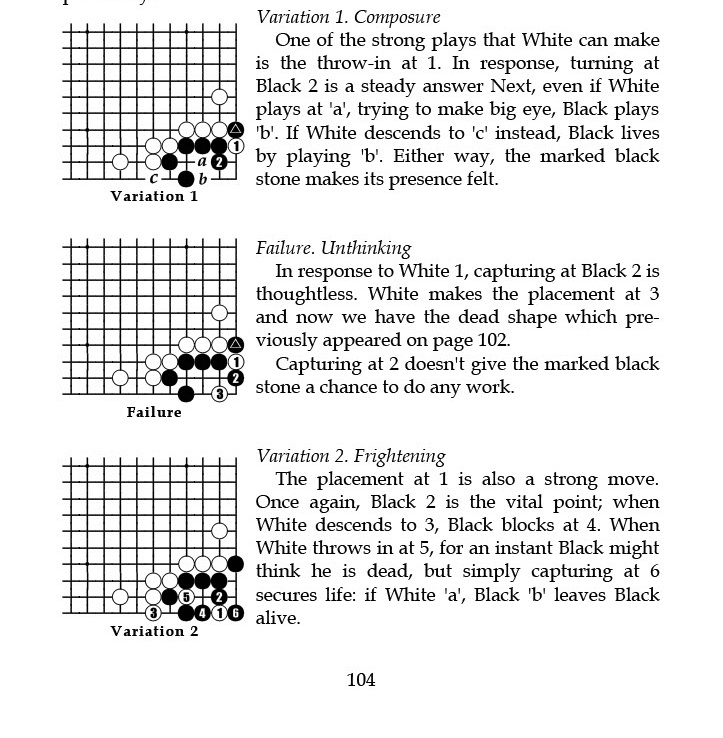 Variation 1. Composure
One of the strong plays that White can make
is the throw-in at 1. In response, turning at
Black 2 is a steady answer Next, even if White
plays at 'a', trying to make big eye, Black plays
'b'. If White descends to 'c' instead, Black lives
by playing 'b'. Either way, the marked black
stone makes its presence felt.
1
a 2
c b
Variation 1
Failure. Unthinking
In response to White 1, capturing at Black 2 is
thoughtless. White makes the placement at 3
and now we have the dead shape which pre-
viously appeared on page 102.
Capturing at 2 doesn't give the marked black
stone a chance to do any work.
1
2
3
Failure
Variation 2. Frightening
The placement at 1 is also a strong move.
Once again, Black 2 is the vital point; when
White descends to 3, Black blocks at 4. When
White throws in at 5, for an instant Black might
think he is dead, but simply capturing at 6
secures life: if White 'a', Black 'b' leaves Black
alive.
5 2
3 4 1 6
Variation 2
104